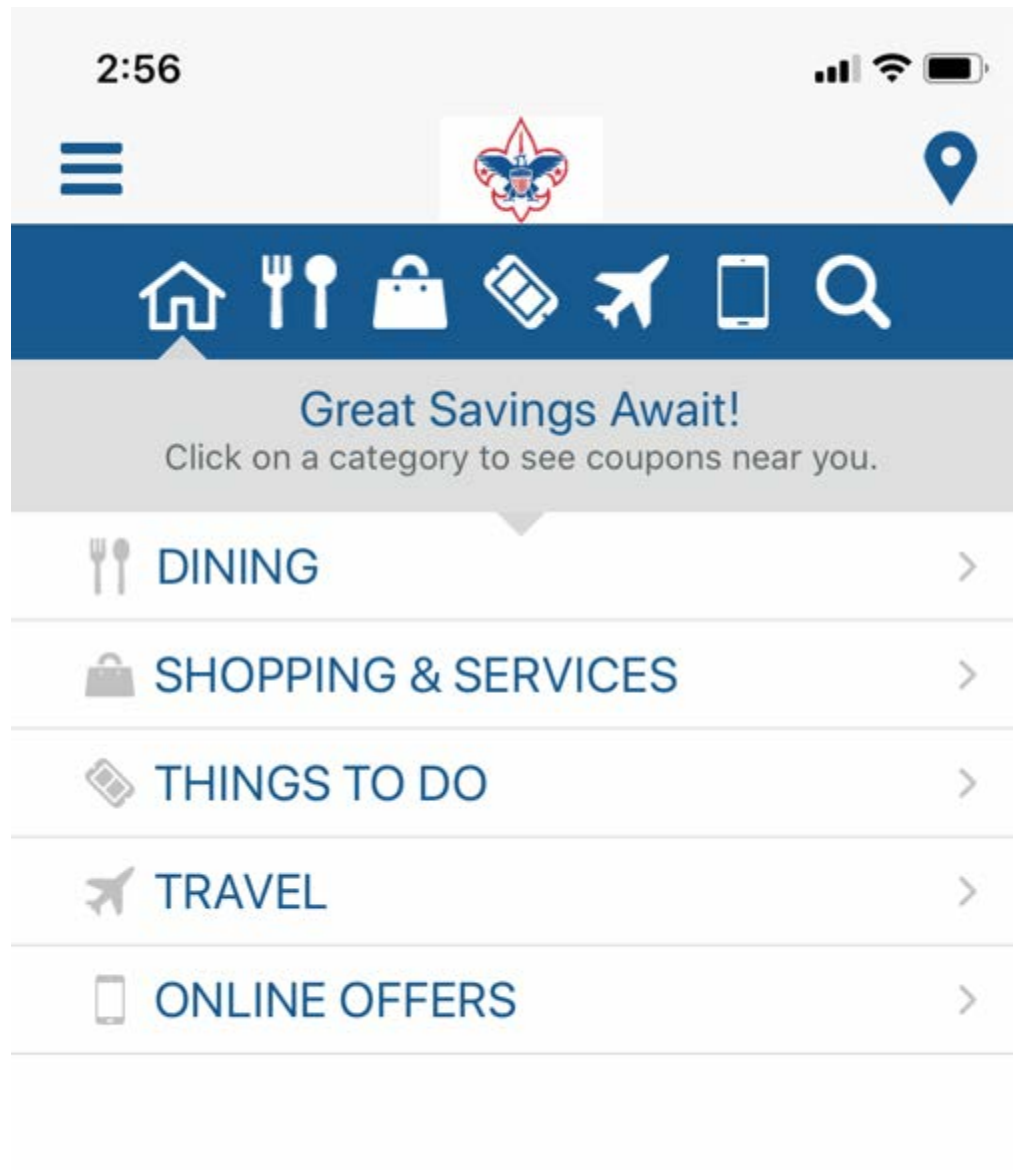 2:56
Great Savings Await!
Click on a category to see coupons near you.
DINING
SHOPPING & SERVICES
THINGS TO DO
TRAVEL
ONLINE OFFERS